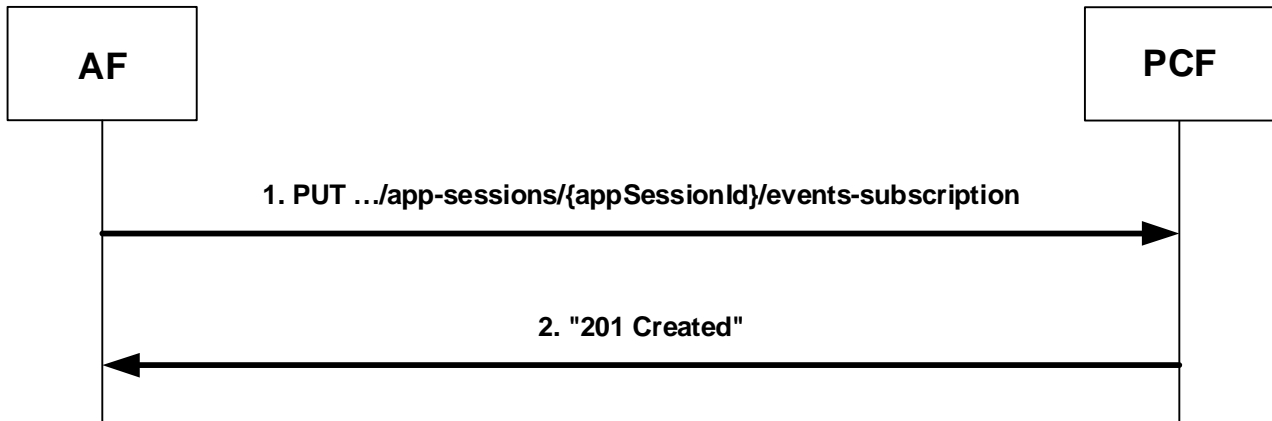 AF
PCF
1. PUT …/app-sessions/{appSessionId}/events-subscription
2. "201 Created"